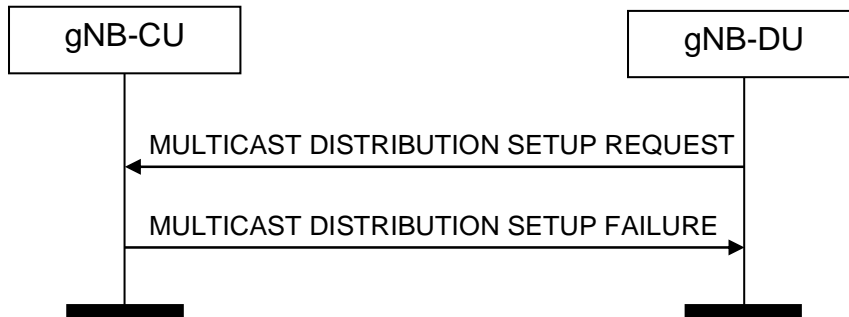 gNB-CU
gNB-DU
MULTICAST DISTRIBUTION SETUP REQUEST
MULTICAST DISTRIBUTION SETUP FAILURE